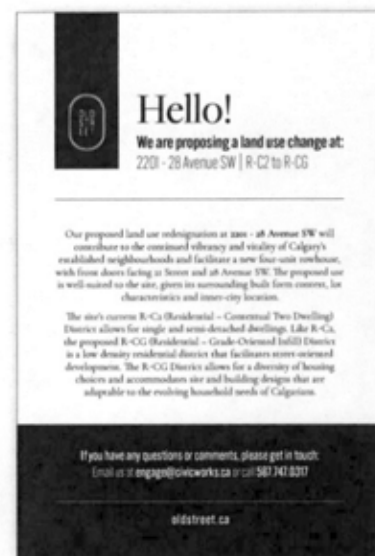 Hello!
We are proposing a land use change at:
2201 - 28 Avenue SW | R-C2 to R-CG
Our proposed land use redesignation at 2201 - 28 Avenue SW will
contribute to the continued vibrancy and vitality of Calgary's
established neighbourhoods and facilitate a new four-unit rowhouse,
with front doors facing 21 Street and 28 Avenue SW. The proposed use
is well-suited to the site, given its surrounding built form context, lot
characteristics and inner-city location.
The site's current R-C2 (Residential – Contextual Two Dwelling)
District allows for single and semi-detached dwellings. Like R-C2,
the proposed R-CG (Residential – Grade-Oriented Infill) District
is a low density residential district that facilitates street-oriented
development. The R-CG District allows for a diversity of housing
choices and accommodates site and building designs that are
adaptable to the evolving household needs of Calgarians.
If you have any questions or comments, please get in touch:
Email us at engage@civicworks.ca or call 587.747.0317
oldstreet.ca